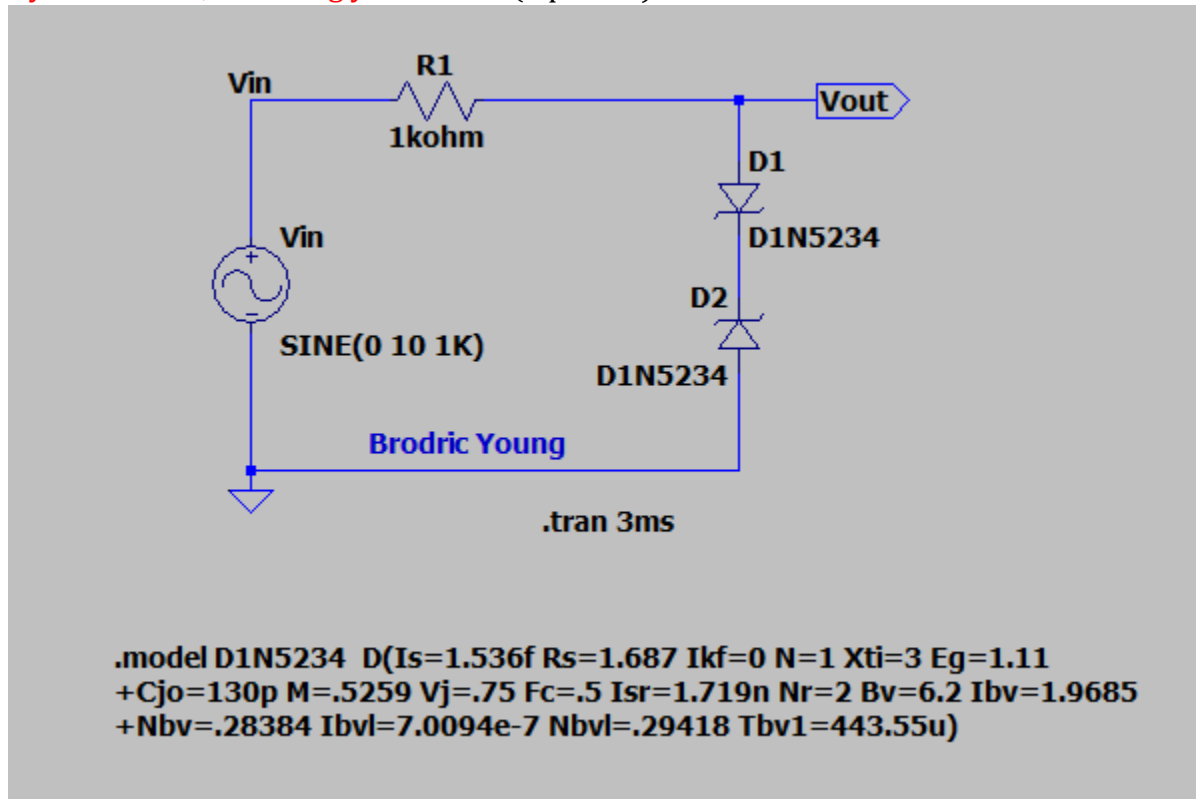 Vin
R1
1kohm
Vout
D1
D1N5234
Vin
SINE(0 10 1K)
D2
D1N5234
Brodric Young
.tran 3ms
.model D1N5234 D(Is=1.536f Rs=1.687 Ikf=0 N=1 Xti=3 Eg=1.11
+Cjo=130p M=.5259 Vj=.75 Fc=.5 Isr=1.719n Nr=2 Bv=6.2 Ibv=1.9685
+Nbv=.28384 Ibvl=7.0094e-7 Nbvl=.29418 Tbv1=443.55u)